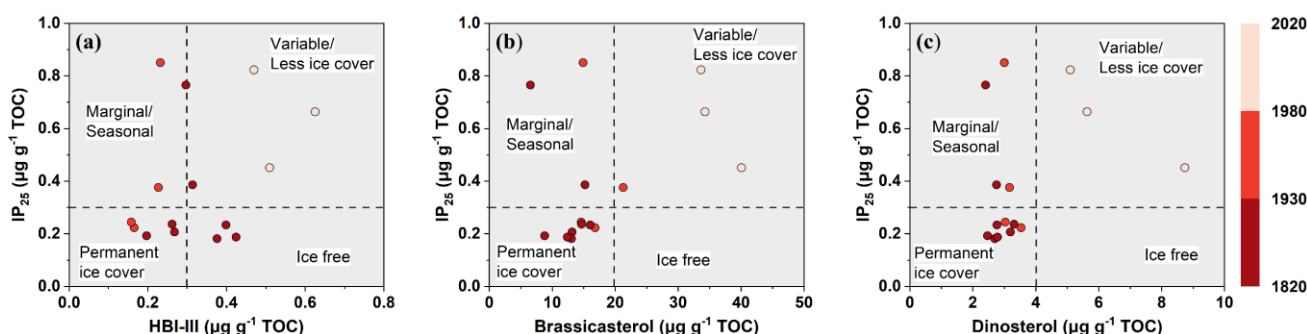 (a)
IP25 (µg g-1 TOC)
1.0
0.8
0.6
0.4
0.2
0.0
Variable/
Less ice cover
Marginal/
Seasonal
Permanent
ice cover
Ice free
0.0 0.2 0.4 0.6 0.8
HBI-III (µg g-1 TOC)
(b)
IP25 (µg g-1 TOC)
1.0
0.8
0.6
0.4
0.2
0.0
Variable/
Less ice cover
Marginal/
Seasonal
Permanent
ice cover
Ice free
0 10 20 30 40 50
Brassicasterol (µg g-1 TOC)
(c)
IP25 (µg g-1 TOC)
1.0
0.8
0.6
0.4
0.2
0.0
Variable/
Less ice cover
Marginal/
Seasonal
Permanent
ice cover
Ice free
0 2 4 6 8 10
Dinosterol (µg g-1 TOC)
2020
1980
1930
1820